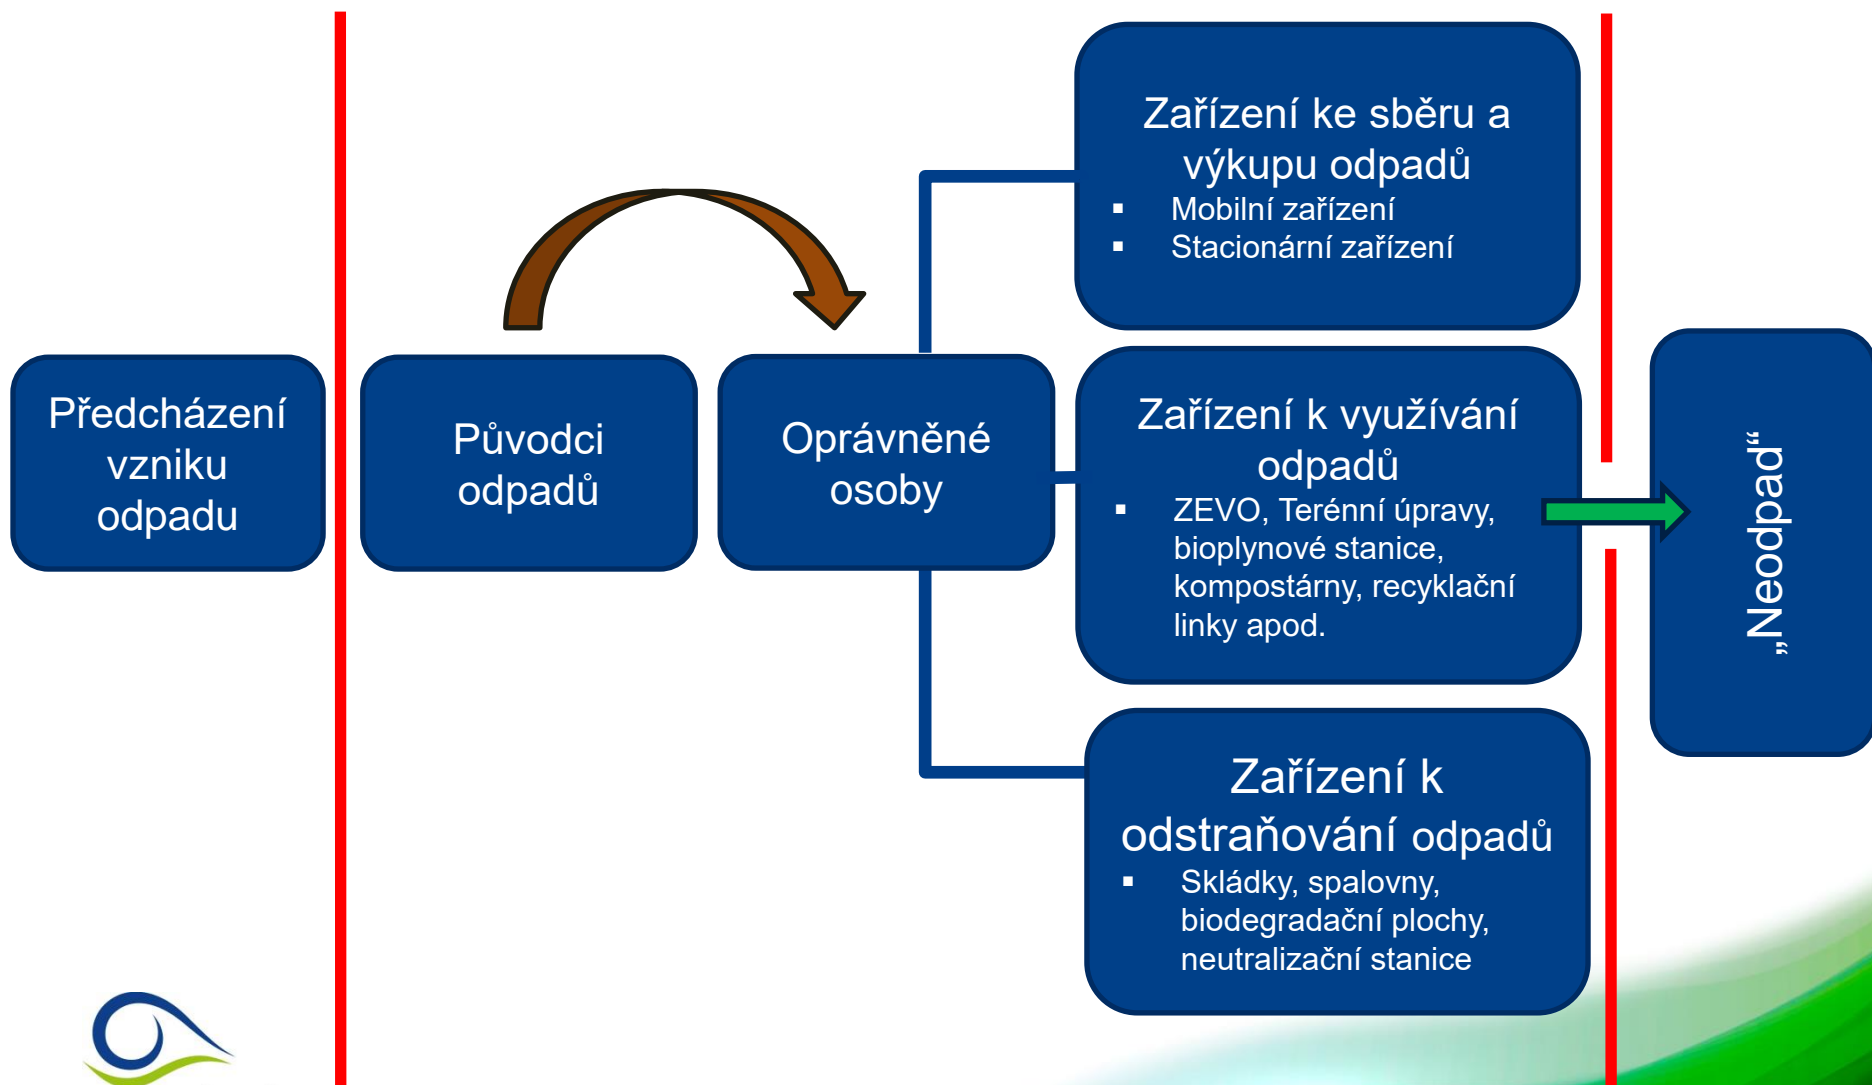 Předcházení
vzniku
odpadu
Původci
odpadů
Oprávněné
osoby
Zařízení ke sběru a
výkupu odpadů
▪ Mobilní zařízení
▪ Stacionární zařízení
Zařízení k využívání
odpadů
▪ ZEVO, Terénní úpravy,
bioplynové stanice,
kompostárny, recyklační
linky apod.
Zařízení k
odstraňování odpadů
▪ Skládky, spalovny,
biodegradační plochy,
neutralizační stanice
„Neodpad“